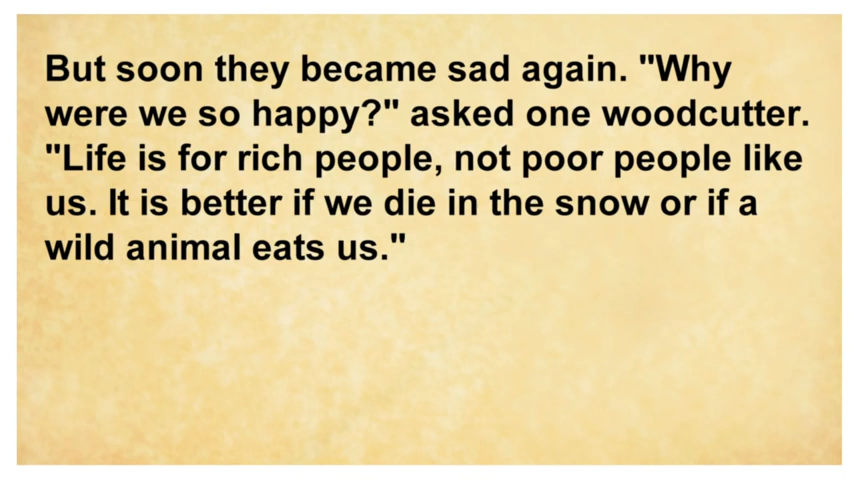 But soon they became sad again. "Why
were we so happy?" asked one woodcutter.
"Life is for rich people, not poor people like
us. It is better if we die in the snow or if a
wild animal eats us."